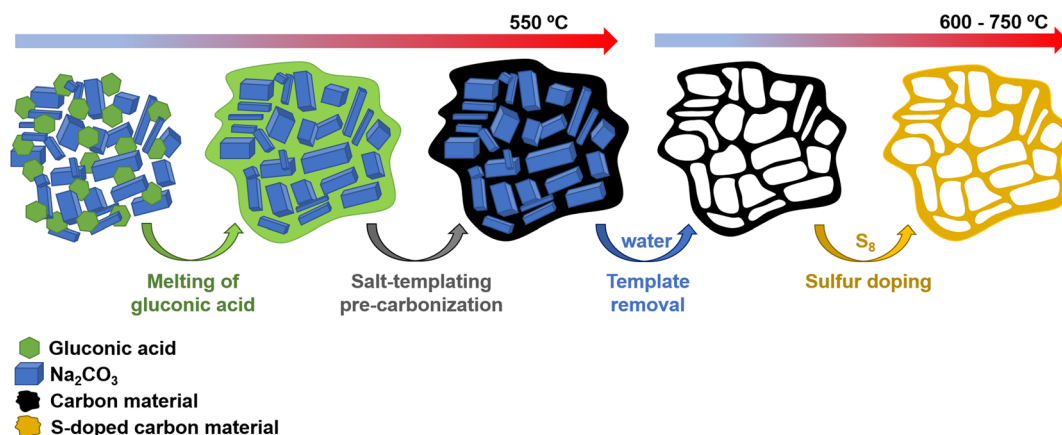 550 ºC
600 - 750 ºC
water
S₈
Melting of
gluconic acid
Salt-templating
pre-carbonization
Template
removal
Sulfur doping
Gluconic acid
Na₂CO₃
Carbon material
S-doped carbon material